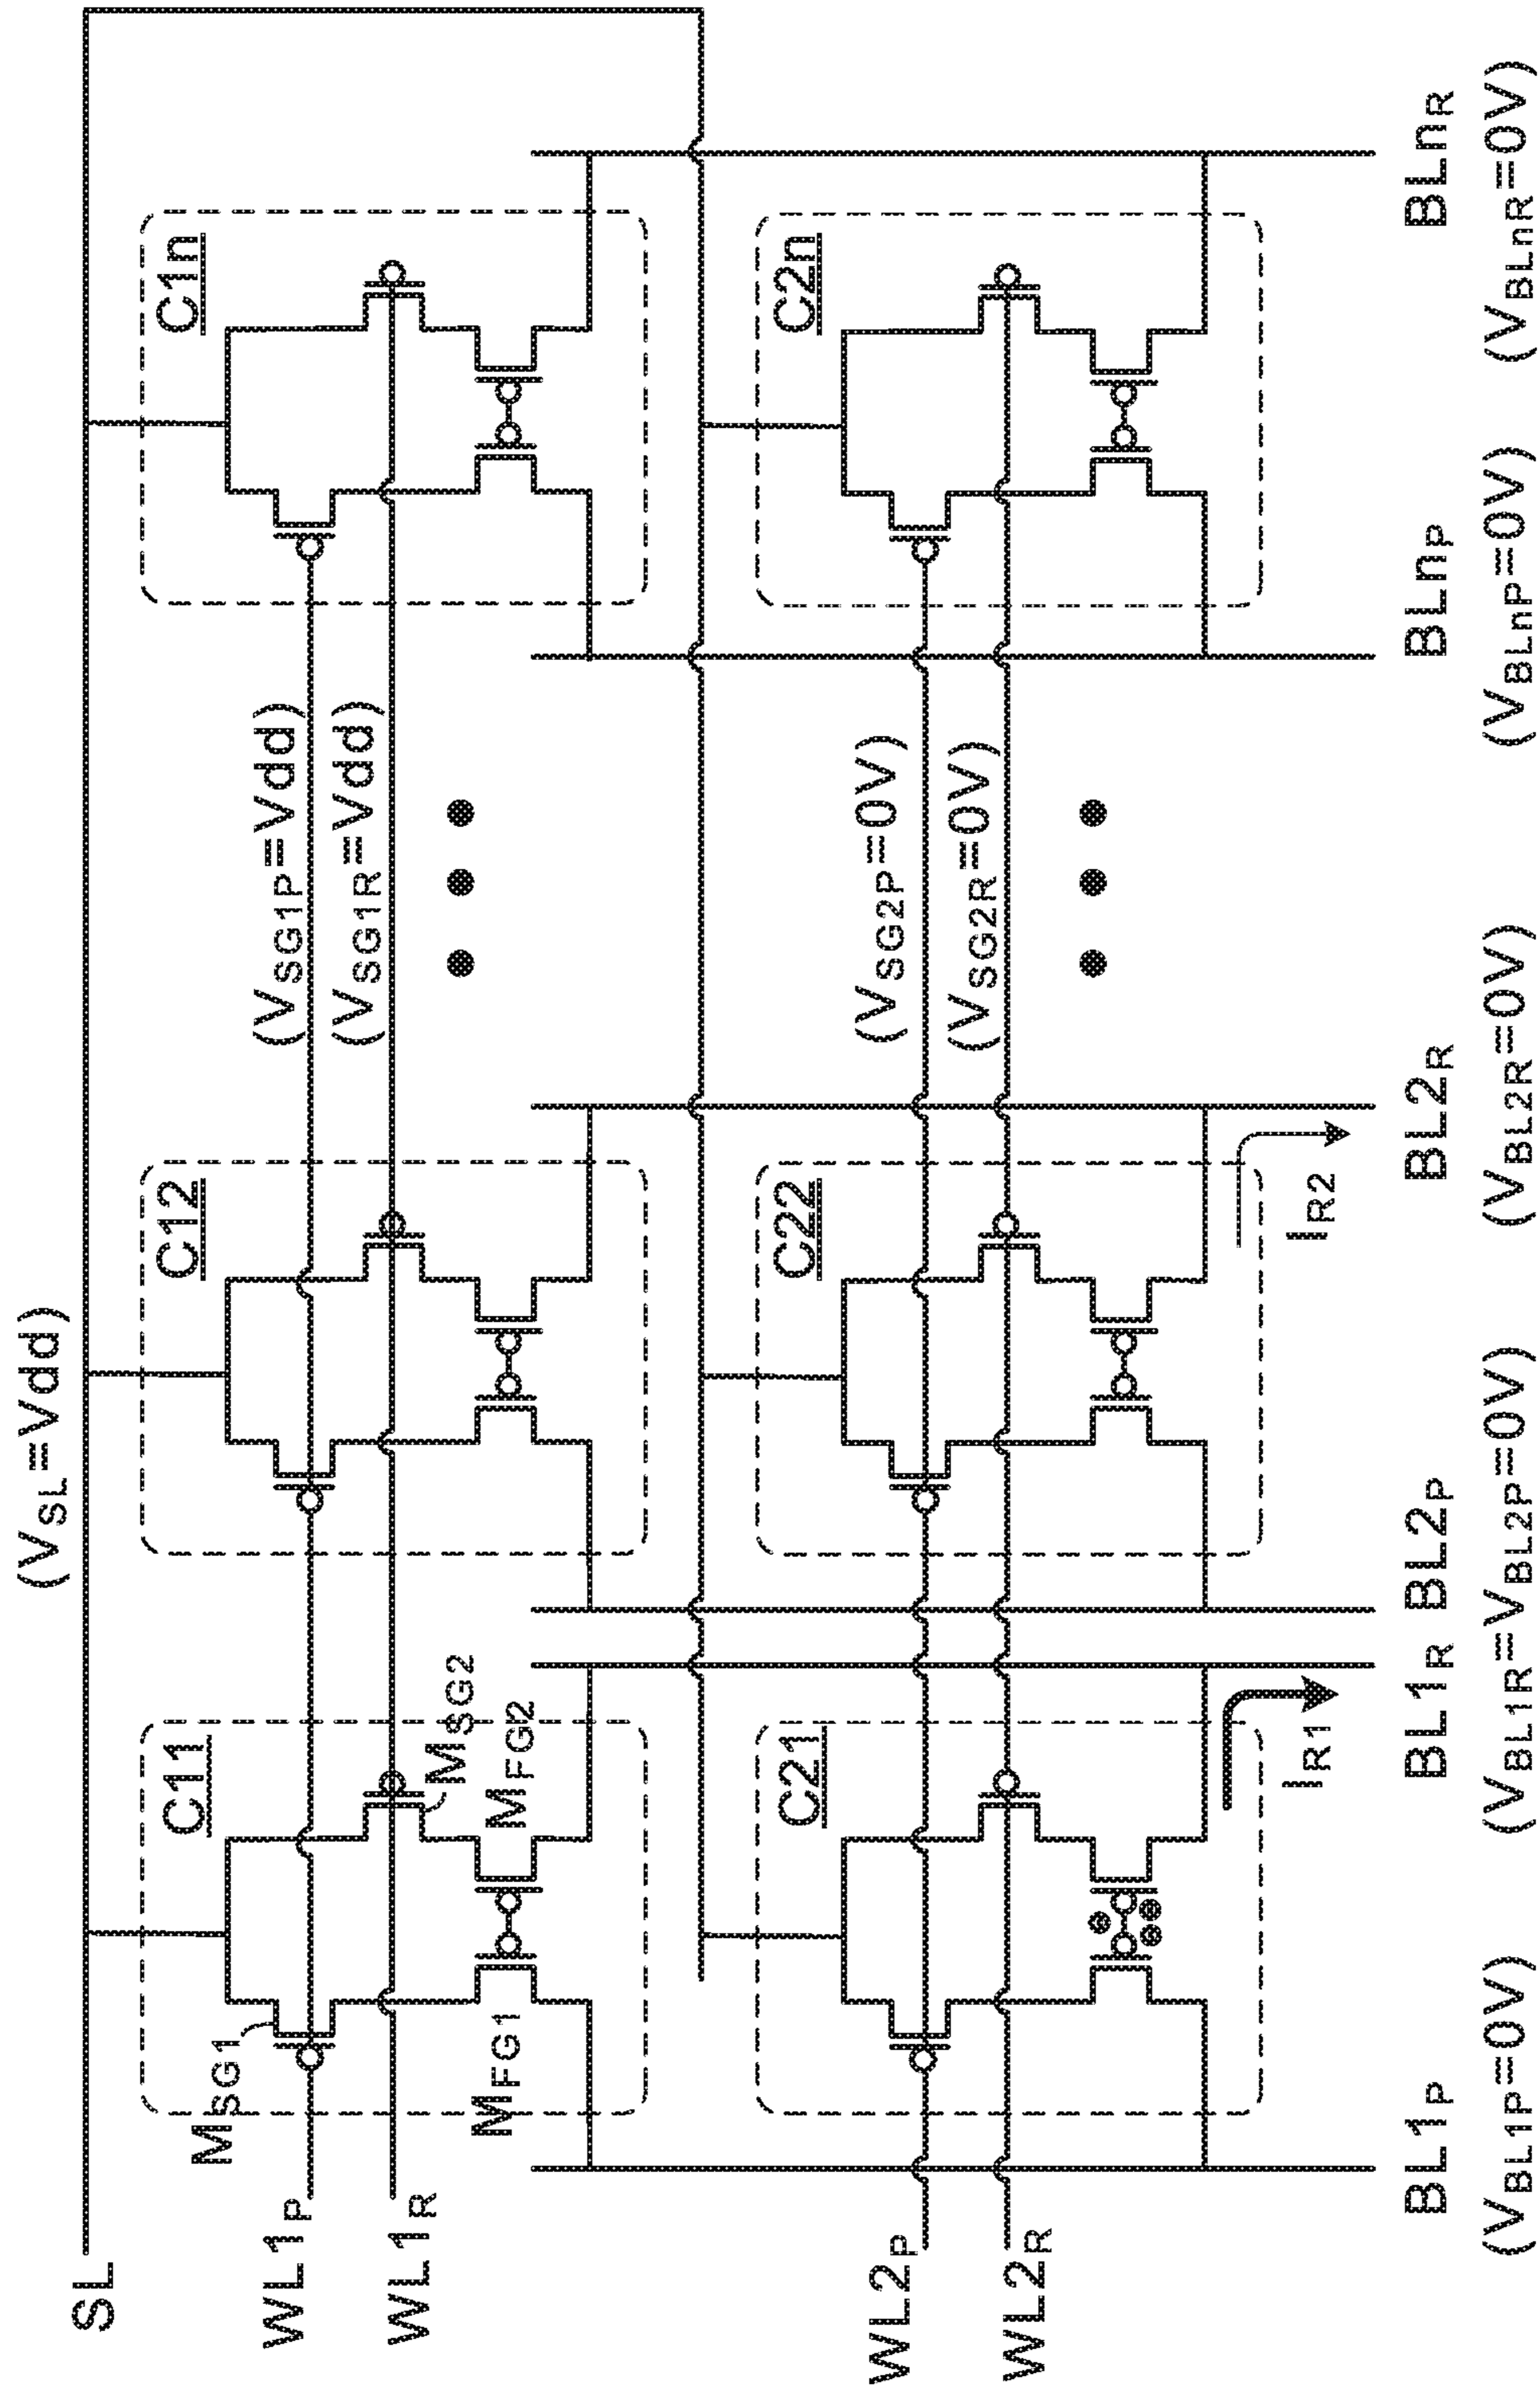 (VSL=Vdd)
SL
C11
C12
C1n
MSG1
WL1P
(VSG1P=Vdd)
WL1R
(VSG1R=Vdd)
MSG2
MFG1
MFG2
C21
C22
C2n
WL2P
(VSG2P=0V)
WL2R
(VSG2R=0V)
IR1
IR2
BL1P
BL1R
BL2P
BL2R
BLnP
BLnR
(VBL1P=0V)
(VBL1R=VBL2P=0V)
(VBL2R=0V)
(VBLnP=0V)
(VBLnR=0V)